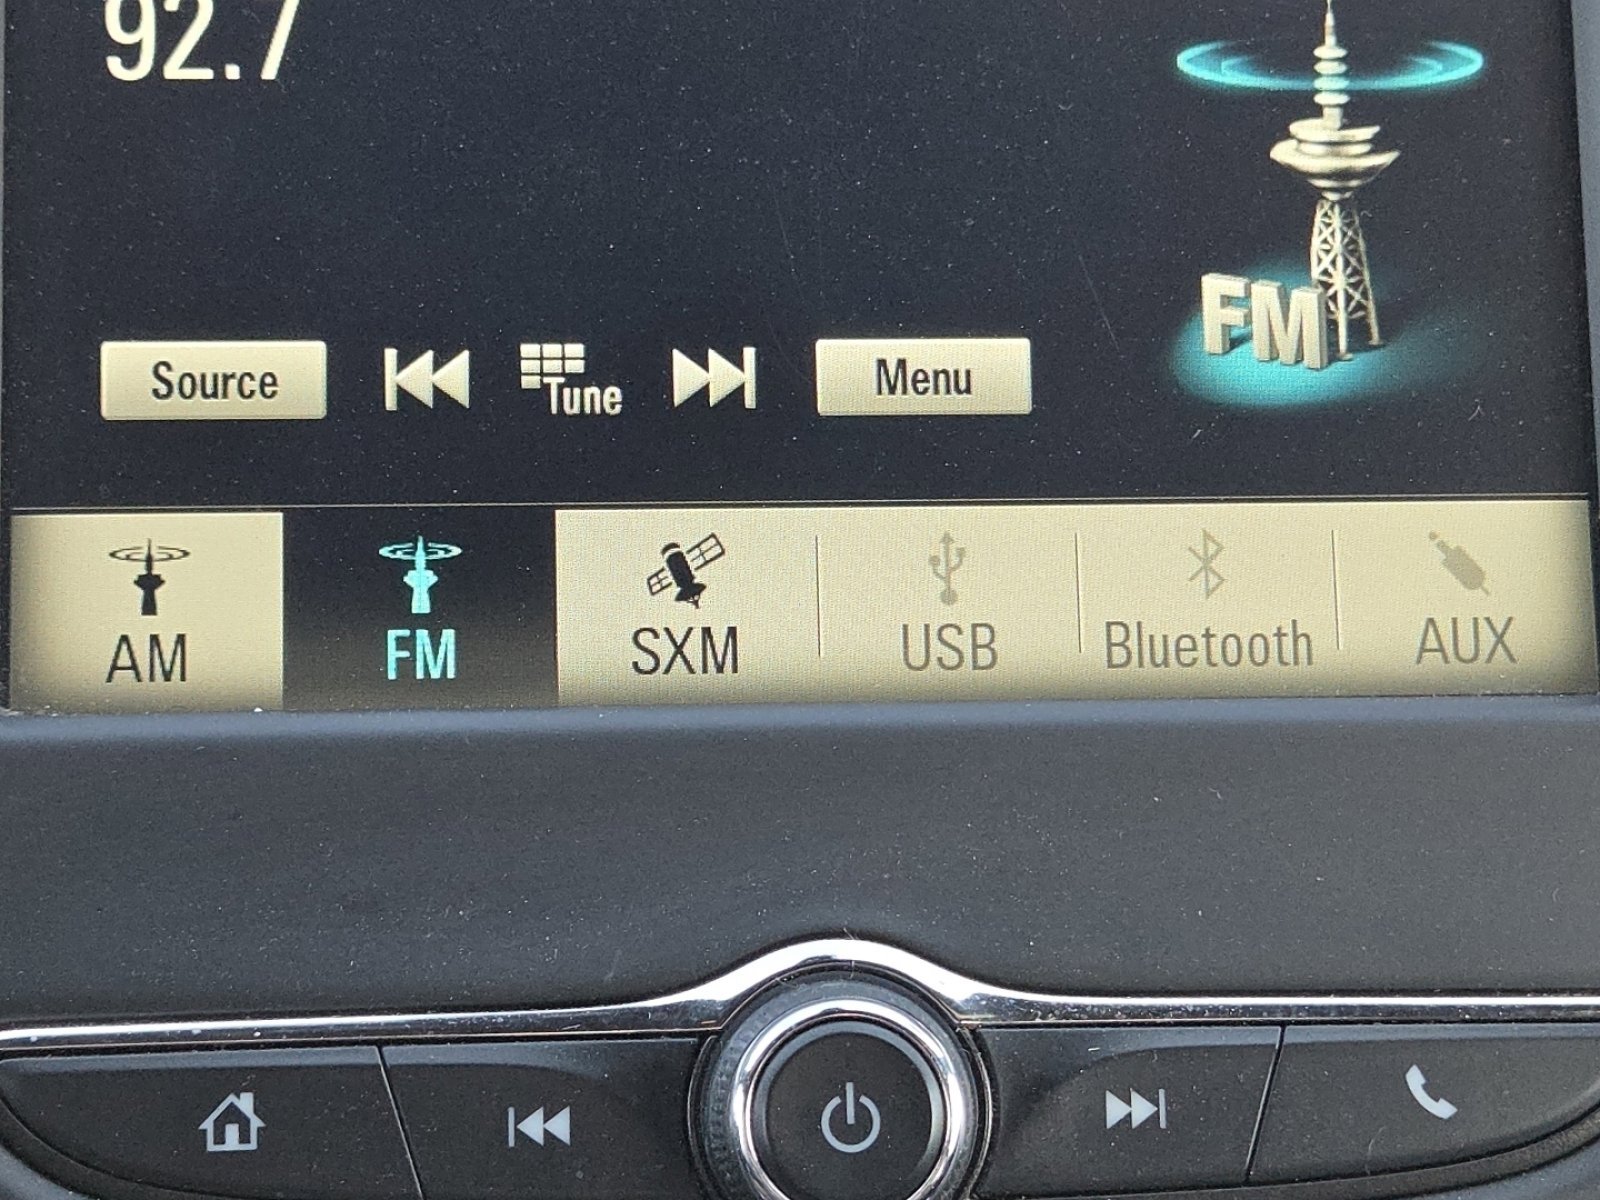 92.7
FM
Source
Tune
Menu
AM
FM
SXM
USB
Bluetooth
AUX